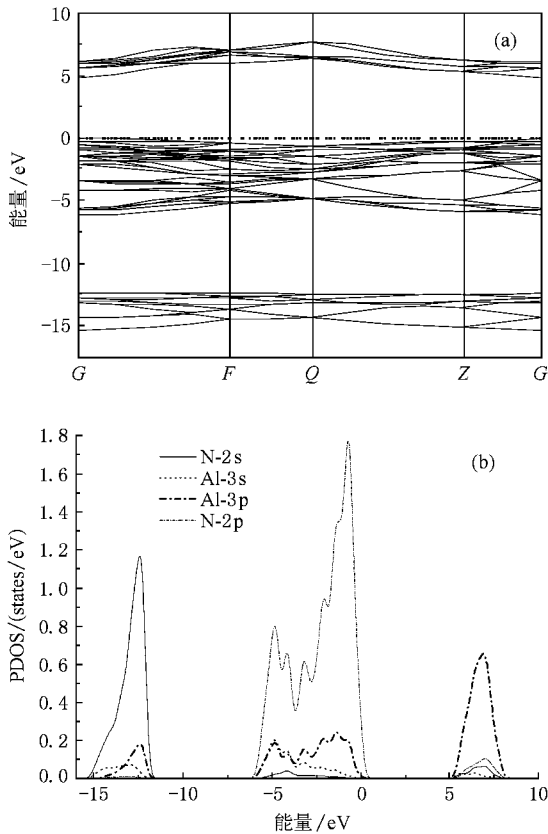 10
(a)
5
0
−5
−10
−15
能量/eV
G F Q Z G
1.8
1.6
1.4
1.2
1.0
0.8
0.6
0.4
0.2
0.0
PDOS/(states/eV)
(b)
N-2s
Al-3s
Al-3p
N-2p
−15 −10 −5 0 5 10
能量/eV